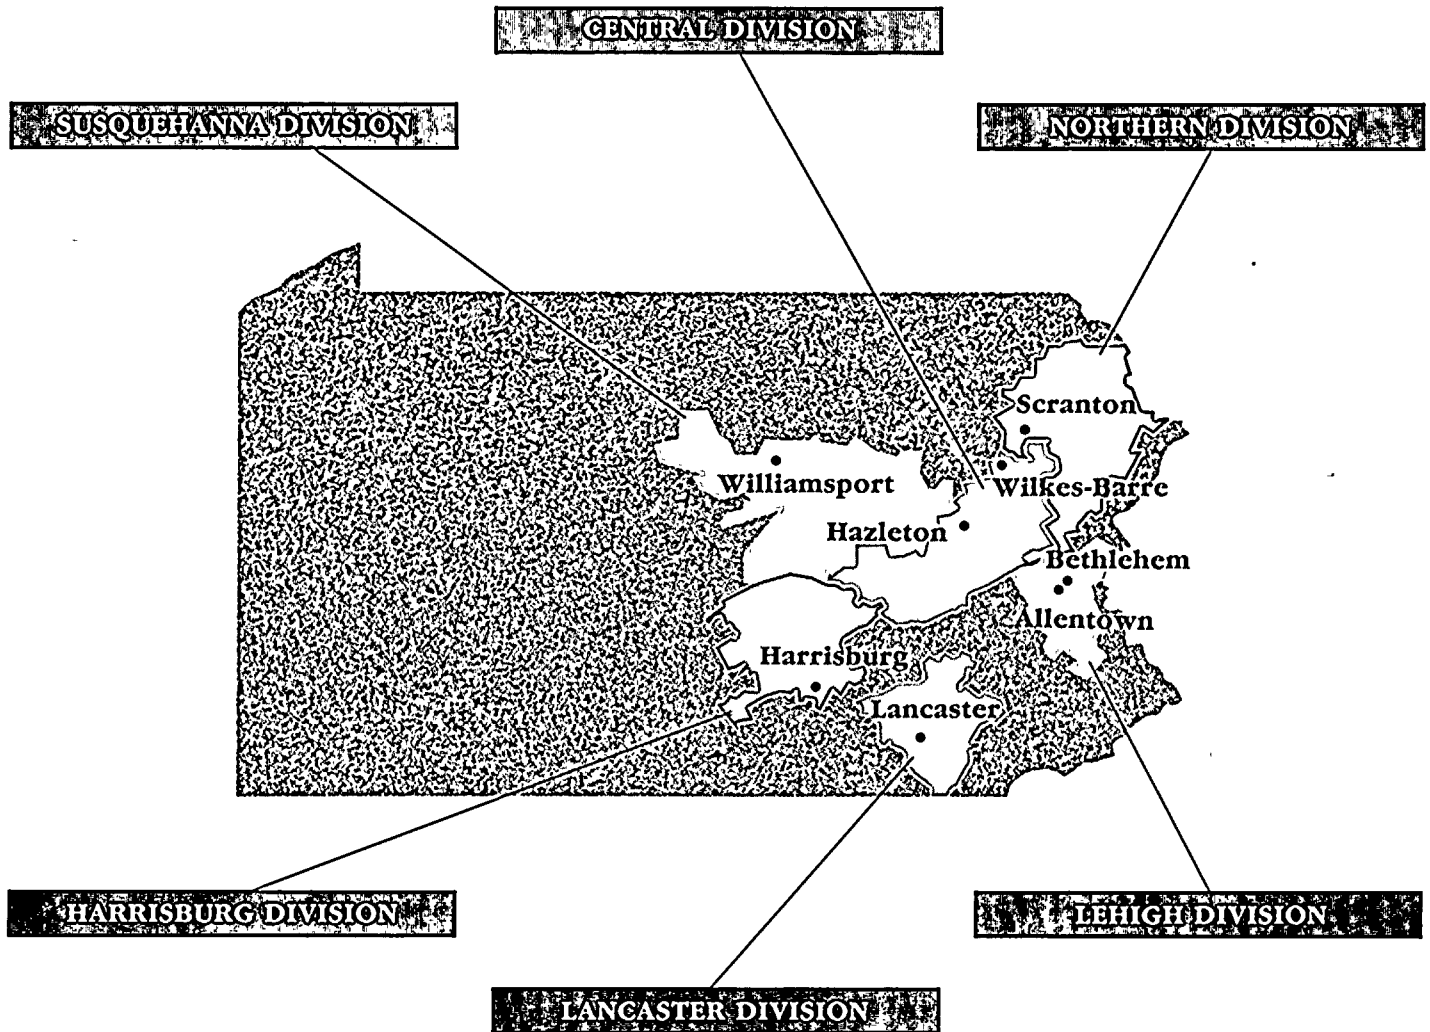 CENTRAL DIVISION
SUSQUEHANNA DIVISION
NORTHERN DIVISION
Scranton
Williamsport
Wilkes-Barre
Hazleton
Bethlehem
Allentown
Harrisburg
Lancaster
HARRISBURG DIVISION
LEHIGH DIVISION
LANCASTER DIVISION